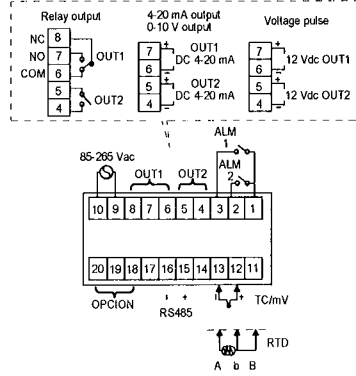 Relay output
4-20 mA output
0-10 V output
Voltage pulse
NC 8
NO 7
COM 6
5
4
OUT1
OUT2
7
6
5
4
+
-
+
-
OUT1
DC 4-20 mA
OUT2
DC 4-20 mA
7
6
5
4
+
-
+
-
12 Vdc OUT1
12 Vdc OUT2
ALM
1
ALM
2
85-265 Vac
OUT1
OUT2
10 9 8 7 6 5 4 3 2 1
20 19 18 17 16 15 14 13 12 11
OPCION
- +
RS485
- +
TC/mV
RTD
A b B